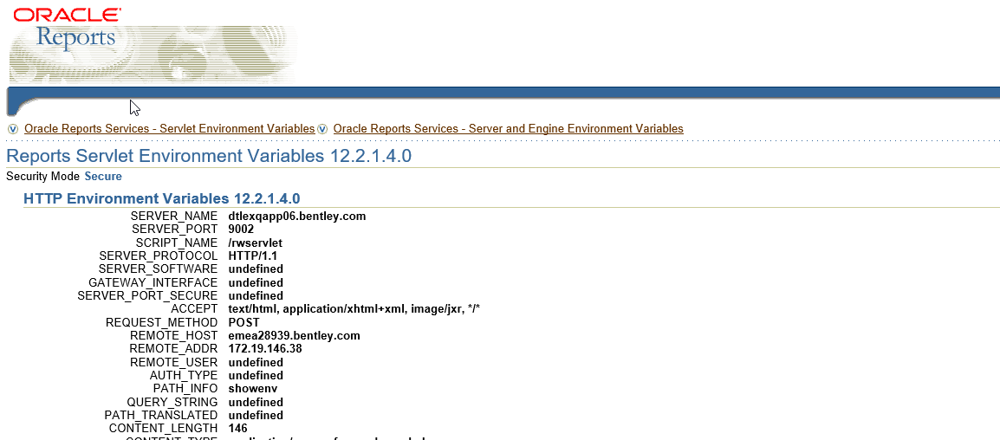 ORACLE
Reports
Oracle Reports Services - Servlet Environment Variables Oracle Reports Services - Server and Engine Environment Variables
Reports Servlet Environment Variables 12.2.1.4.0
Security Mode Secure
HTTP Environment Variables 12.2.1.4.0
SERVER_NAME dtlexqapp06.bentley.com
SERVER_PORT 9002
SCRIPT_NAME /rwservlet
SERVER_PROTOCOL HTTP/1.1
SERVER_SOFTWARE undefined
GATEWAY_INTERFACE undefined
SERVER_PORT_SECURE undefined
ACCEPT text/html, application/xhtml+xml, image/jxr, */*
REQUEST_METHOD POST
REMOTE_HOST emea28939.bentley.com
REMOTE_ADDR 172.19.146.38
REMOTE_USER undefined
AUTH_TYPE undefined
PATH_INFO showenv
QUERY_STRING undefined
PATH_TRANSLATED undefined
CONTENT_LENGTH 146